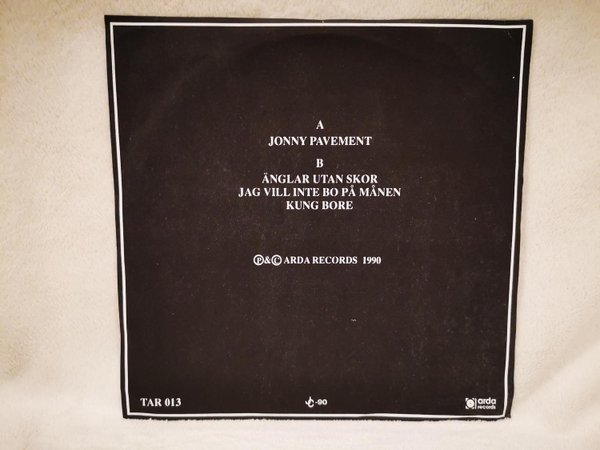 A
JONNY PAVEMENT
B
ÄNGLAR UTAN SKOR
JAG VILL INTE BO PÅ MÅNEN
KUNG BORE
Ⓟ&© ARDA RECORDS 1990
TAR 013
-90
arda
records